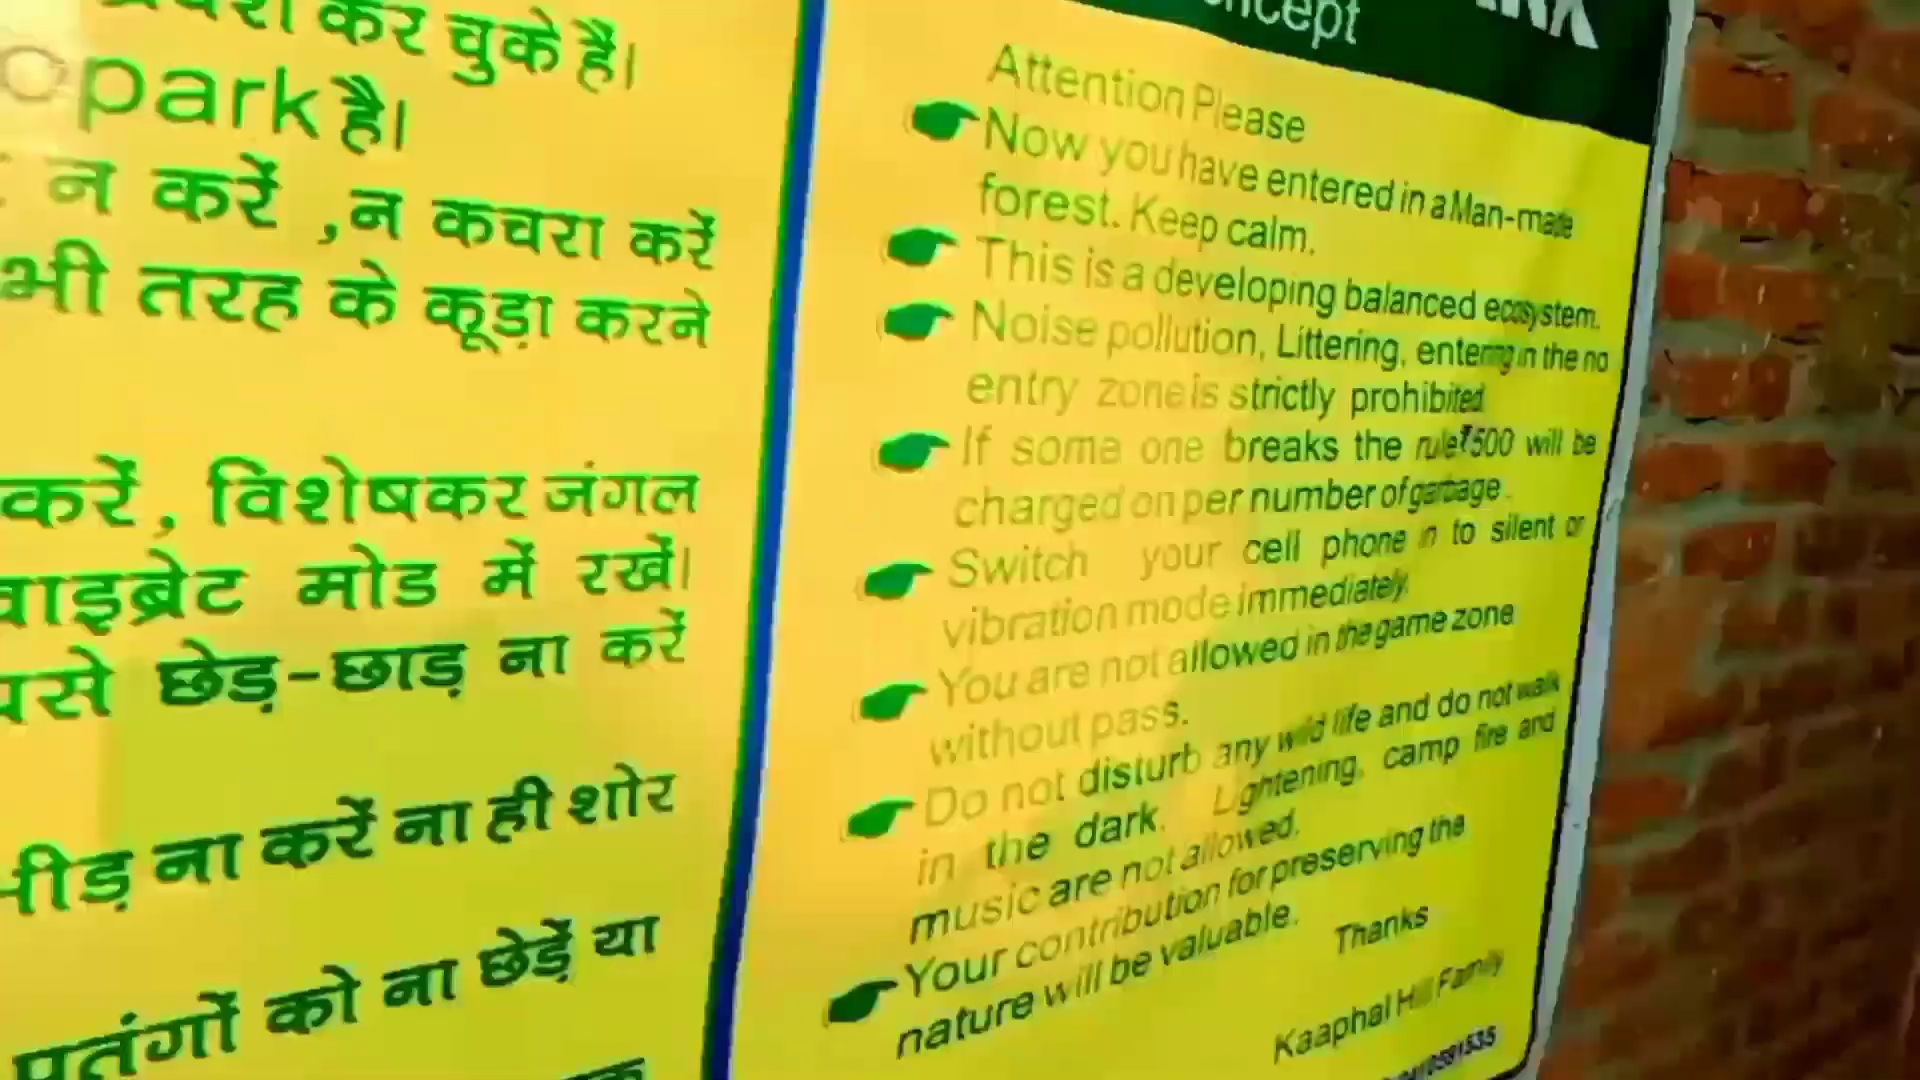 कर चुके हैं।
park है।
न करें ,न कचरा करें
भी तरह के कूड़ा करने
करें, विशेषकर जंगल
वाइब्रेट मोड में रखें।
छेड़-छाड़ ना करें
ना करें ना ही शोर
को ना छेड़ें या
Attention Please
Now you have entered in a Man-made
forest. Keep calm.
This is a developing balanced ecosystem.
Noise pollution, Littering, entering in the no
entry zone is strictly prohibited
If some one breaks the rule ₹500 will be
charged on per number of garbage.
Switch your cell phone in to silent or
vibration mode immediately.
You are not allowed in the game zone
without pass.
Do not disturb any wild life and do not walk
in the dark. Lightening, camp fire and
music are not allowed.
Your contribution for preserving the
nature will be valuable.
Thanks
Kaaphal Hill Family